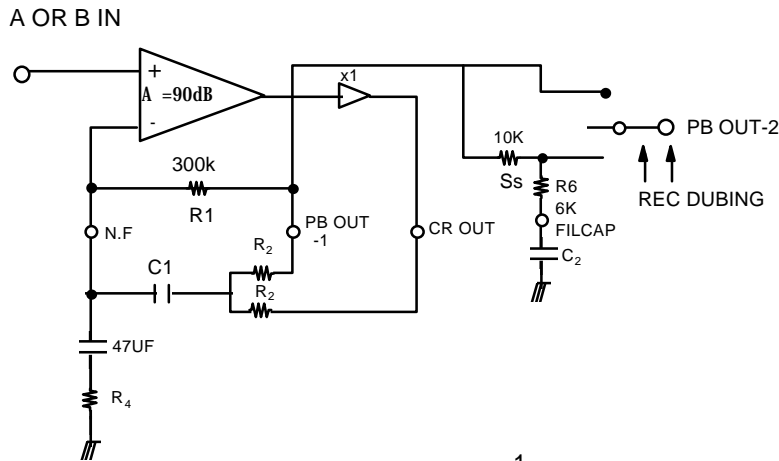 A OR B IN
+
A =90dB
-
x1
PB OUT-2
10K
Ss
R6
6K
FILCAP
C2
REC DUBING
300k
R1
N.F
PB OUT
-1
CR OUT
R2
C1
R2
47UF
R4
1